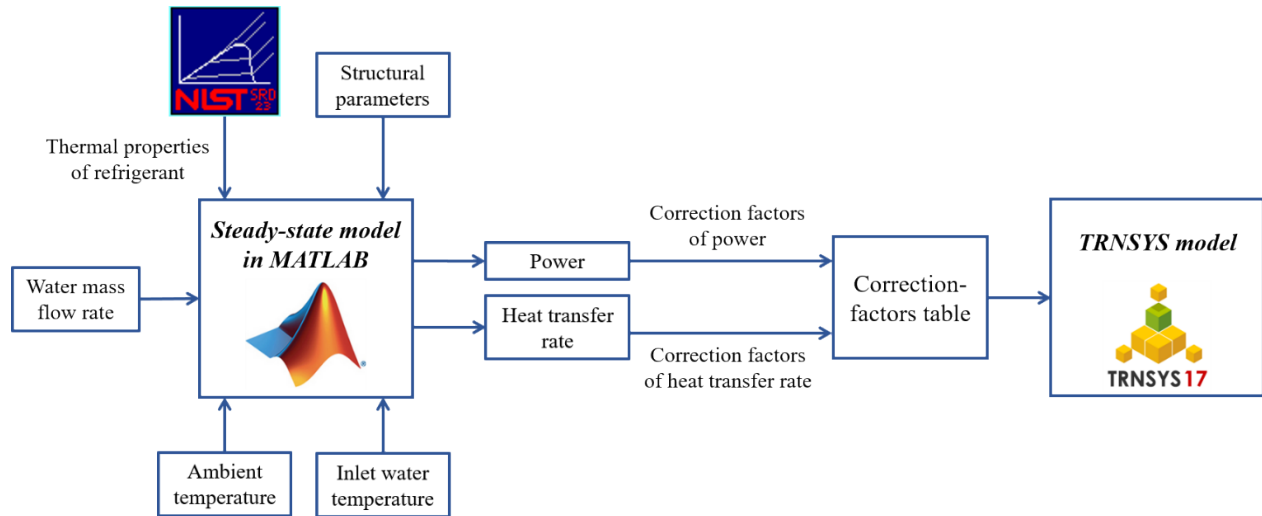 NIST SRD
23
Structural
parameters
Thermal properties
of refrigerant
Steady-state model
in MATLAB
Water mass
flow rate
Power
Heat transfer
rate
Correction factors
of power
Correction factors
of heat transfer rate
Correction-
factors table
TRNSYS model
TRNSYS 17
Ambient
temperature
Inlet water
temperature